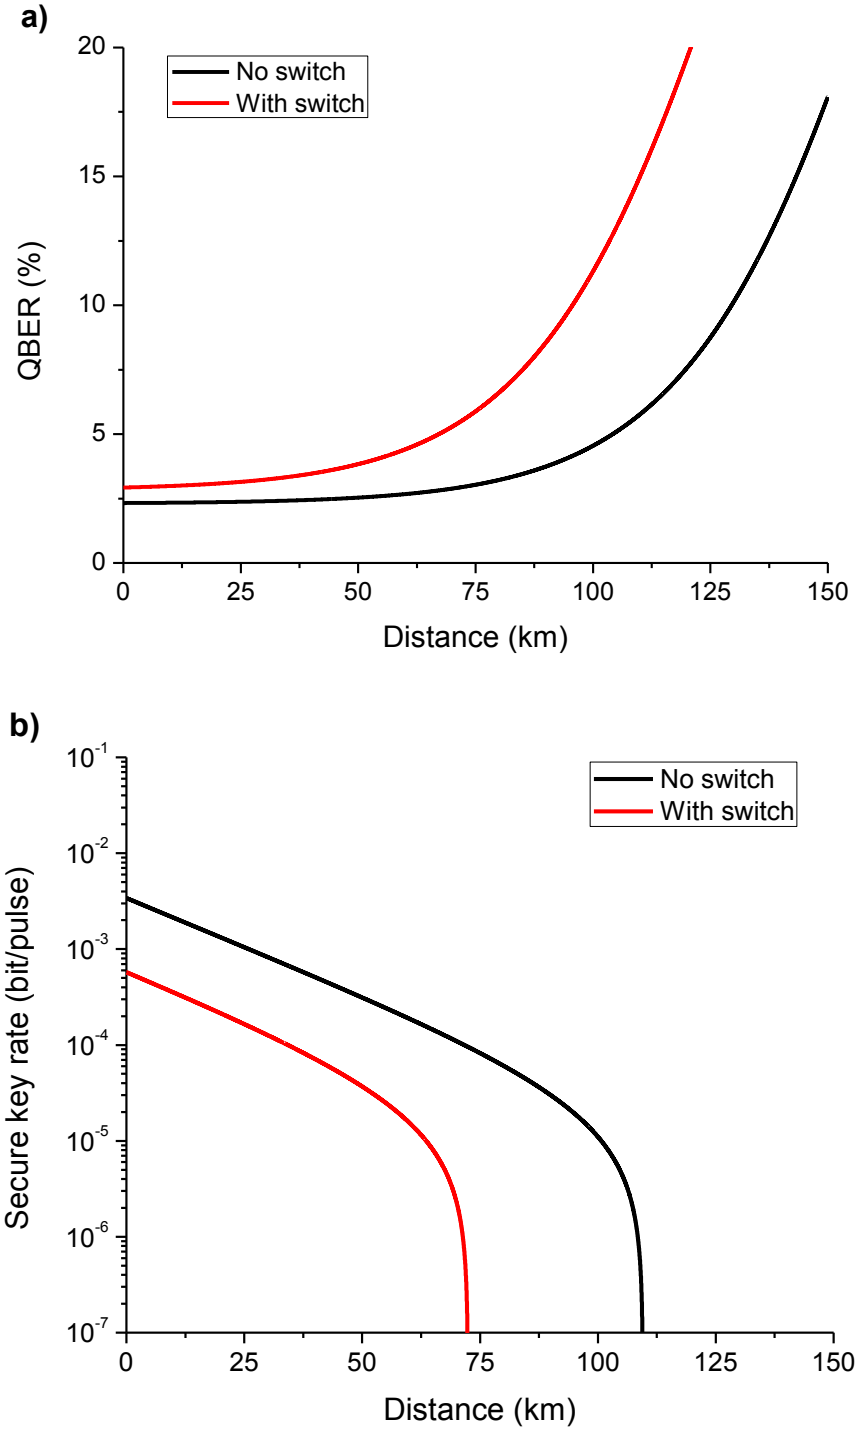 a)
20
15
10
5
0
QBER (%)
No switch
With switch
0 25 50 75 100 125 150
Distance (km)
b)
10⁻¹
10⁻²
10⁻³
10⁻⁴
10⁻⁵
10⁻⁶
10⁻⁷
Secure key rate (bit/pulse)
No switch
With switch
0 25 50 75 100 125 150
Distance (km)